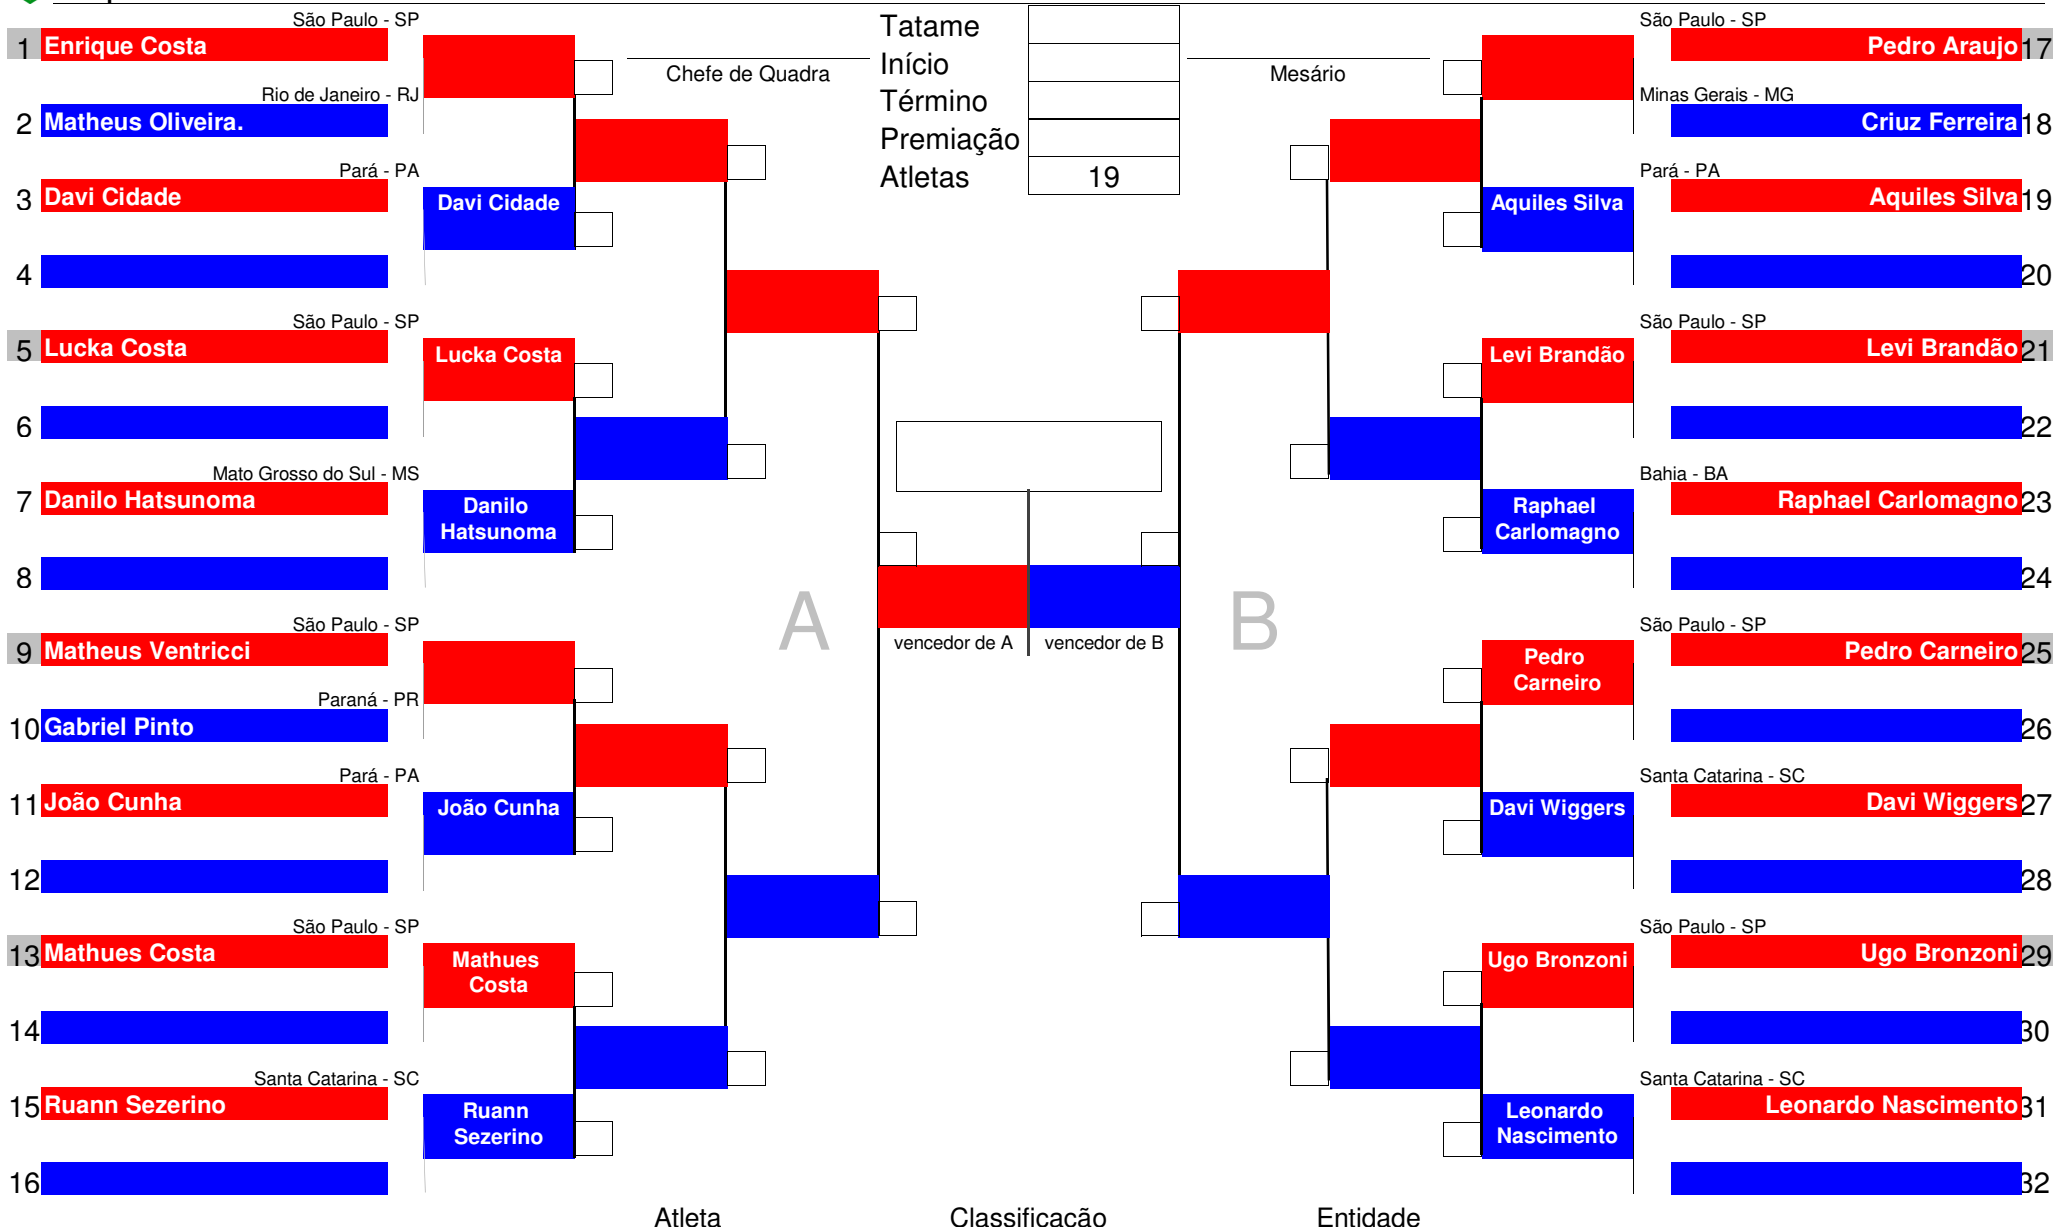 São Paulo - SP
1 Enrique Costa
Rio de Janeiro - RJ
2 Matheus Oliveira.
Pará - PA
3 Davi Cidade
Davi Cidade
4
São Paulo - SP
5 Lucka Costa
Lucka Costa
6
Mato Grosso do Sul - MS
7 Danilo Hatsunoma
Danilo
Hatsunoma
8
São Paulo - SP
9 Matheus Ventricci
Paraná - PR
10 Gabriel Pinto
Pará - PA
11 João Cunha
João Cunha
12
São Paulo - SP
13 Mathues Costa
Mathues
Costa
14
Santa Catarina - SC
15 Ruann Sezerino
Ruann
Sezerino
16
Chefe de Quadra
Tatame
Início
Término
Premiação
Atletas 19
Mesário
A
vencedor de A
vencedor de B
B
São Paulo - SP
Pedro Araujo 17
Minas Gerais - MG
Criuz Ferreira 18
Pará - PA
Aquiles Silva 19
Aquiles Silva
20
São Paulo - SP
Levi Brandão 21
Levi Brandão
22
Bahia - BA
Raphael Carlomagno 23
Raphael
Carlomagno
24
São Paulo - SP
Pedro Carneiro 25
Pedro
Carneiro
26
Santa Catarina - SC
Davi Wiggers 27
Davi Wiggers
28
São Paulo - SP
Ugo Bronzoni 29
Ugo Bronzoni
30
Santa Catarina - SC
Leonardo Nascimento 31
Leonardo
Nascimento
32
Atleta
Classificação
Entidade